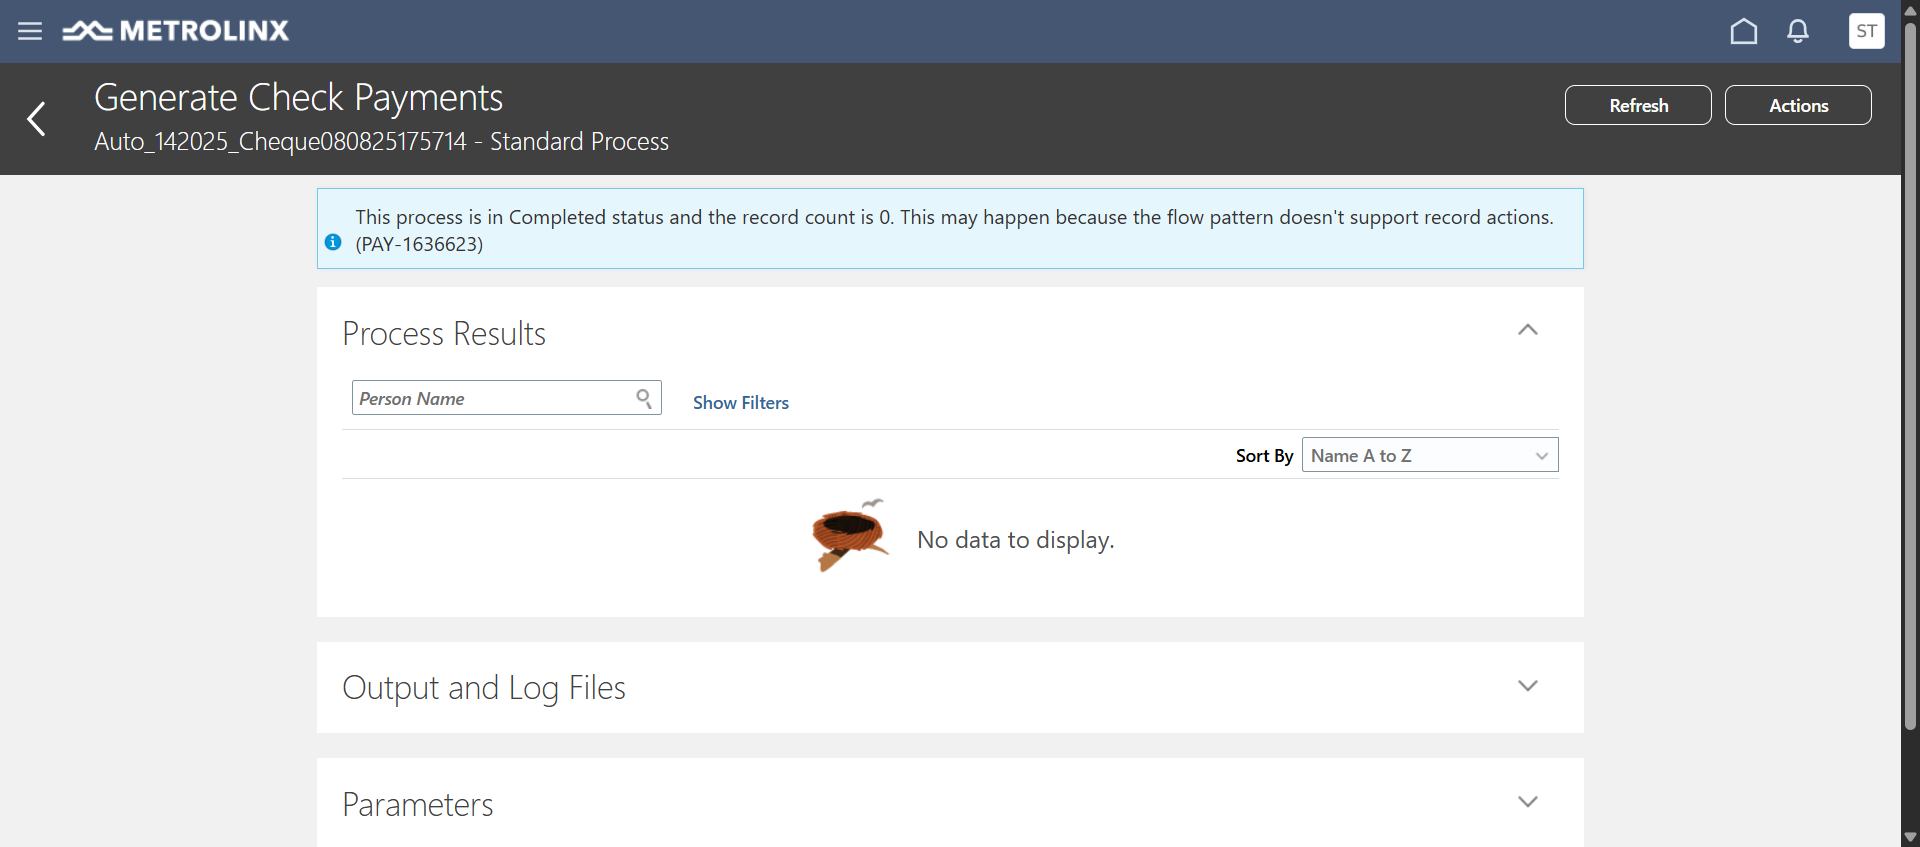 METROLINX
ST
Generate Check Payments
Auto_142025_Cheque080825175714 - Standard Process
Refresh
Actions
This process is in Completed status and the record count is 0. This may happen because the flow pattern doesn't support record actions.
(PAY-1636623)
Process Results
Person Name
Show Filters
Sort By
Name A to Z
No data to display.
Output and Log Files
Parameters